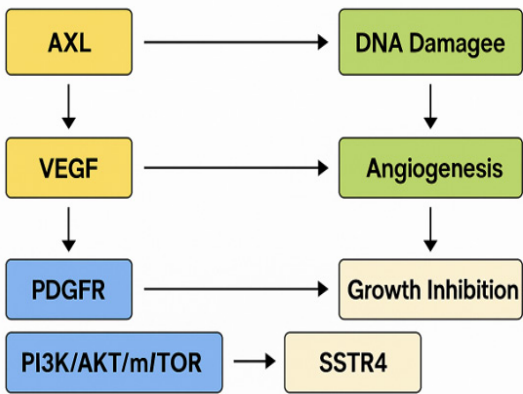 AXL
DNA Damagee
VEGF
Angiogenesis
PDGFR
Growth Inhibition
PI3K/AKT/m/TOR
SSTR4